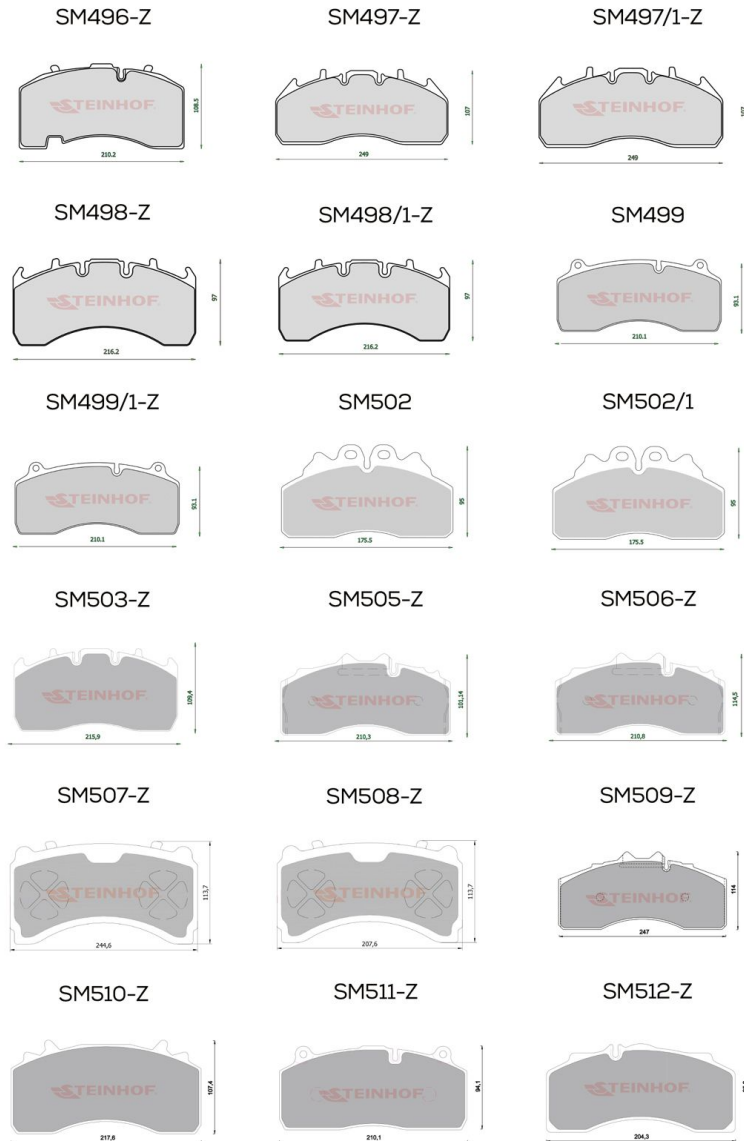 SM496-Z SM497-Z SM497/1-Z
STEINHOF STEINHOF STEINHOF
108.5 107 107
210.2 249 249
SM498-Z SM498/1-Z SM499
STEINHOF STEINHOF STEINHOF
97 97 93.1
216.2 216.2 210.1
SM499/1-Z SM502 SM502/1
STEINHOF STEINHOF STEINHOF
93.1 95 95
210.1 175.5 175.5
SM503-Z SM505-Z SM506-Z
STEINHOF STEINHOF STEINHOF
109,4 101,14 114,5
215,9 210,3 210,8
SM507-Z SM508-Z SM509-Z
STEINHOF STEINHOF STEINHOF
113,7 113,7 114
244,6 207,6 247
SM510-Z SM511-Z SM512-Z
STEINHOF STEINHOF STEINHOF
107,4 94,1
217,6 210,1 204,3